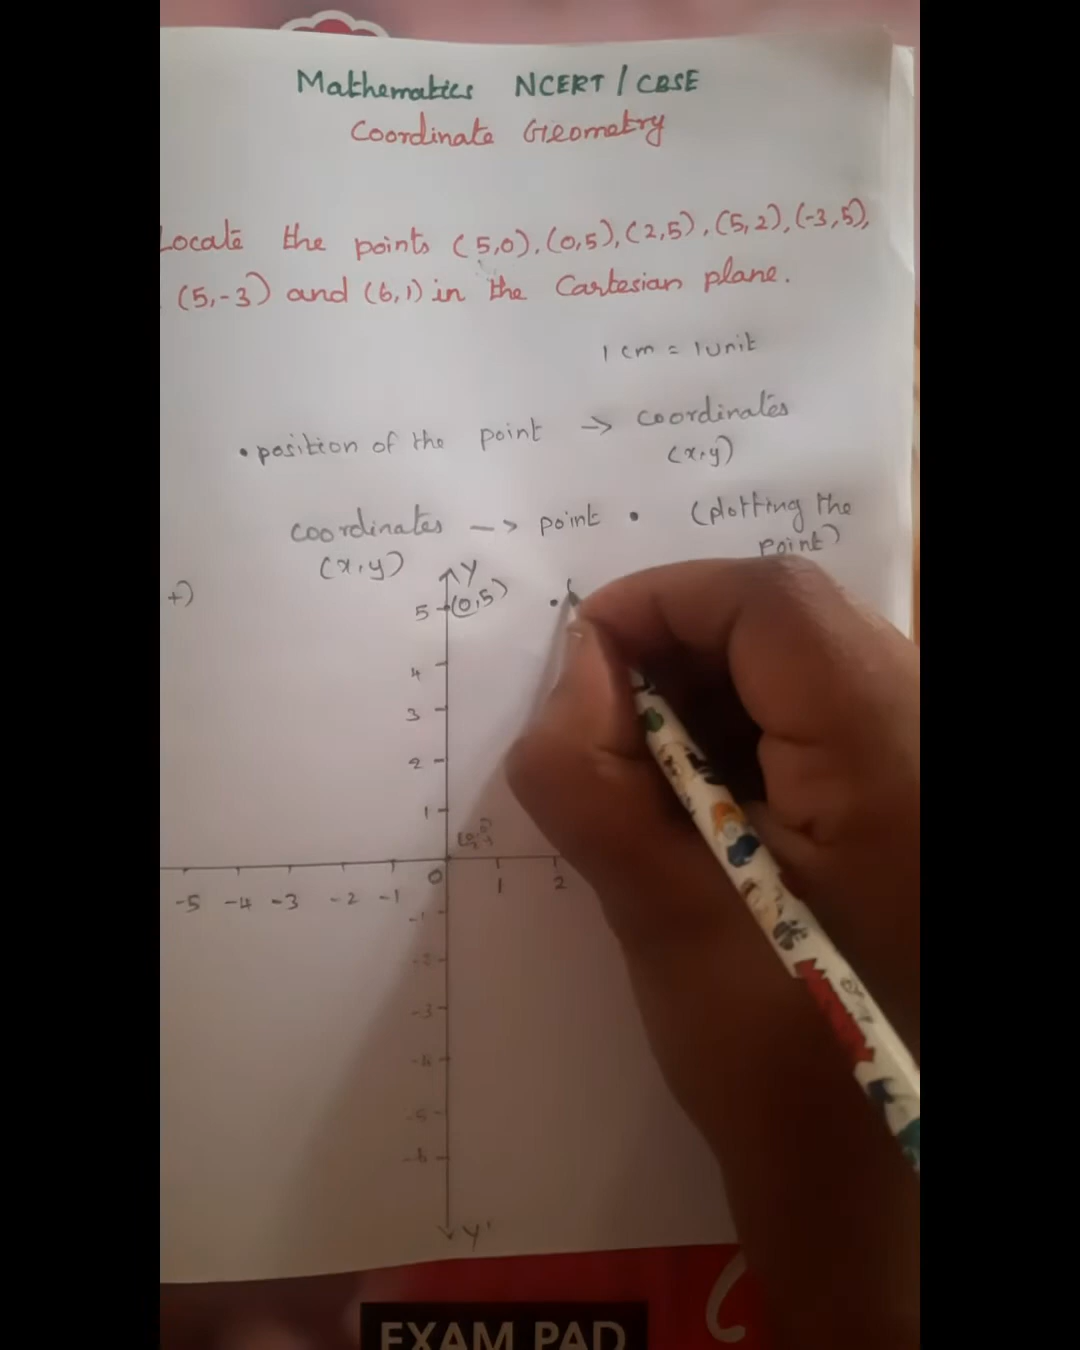 Mathematics NCERT / CBSE
Coordinate Geometry
Locate the points (5,0), (0,5), (2,5), (5,2), (-3,5),
(5,-3) and (6,1) in the Cartesian plane.
1 cm = 1 unit
• position of the point → coordinates
(x,y)
coordinates --> point • (plotting the
point)
(x,y)
Y
+)
5 (0,5)
4
3
2
1
-5 -4 -3 -2 -1 0 1 2
-1
-2
-3
-4
-5
-6
Y'
EXAM PAD